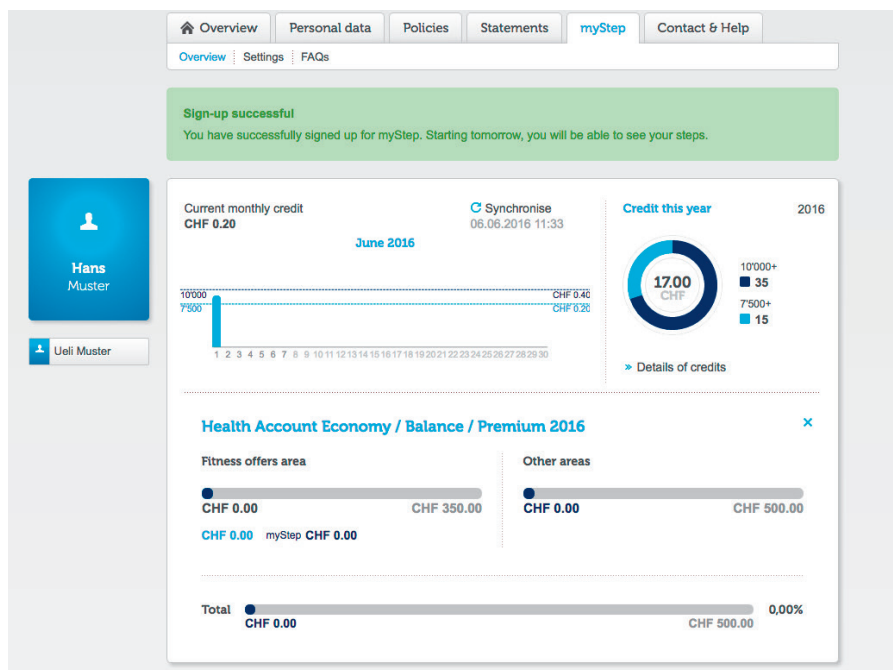 Overview Personal data Policies Statements myStep Contact & Help
Overview Settings FAQs
Sign-up successful
You have successfully signed up for myStep. Starting tomorrow, you will be able to see your steps.
Hans
Muster
Ueli Muster
Current monthly credit
CHF 0.20
Synchronise
06.06.2016 11:33
June 2016
10'000 CHF 0.40
7'500 CHF 0.20
1 2 3 4 5 6 7 8 9 10 11 12 13 14 15 16 17 18 19 20 21 22 23 24 25 26 27 28 29 30
Credit this year 2016
17.00
CHF
10'000+
35
7'500+
15
» Details of credits
Health Account Economy / Balance / Premium 2016 ×
Fitness offers area
CHF 0.00 CHF 350.00
CHF 0.00 myStep CHF 0.00
Other areas
CHF 0.00 CHF 500.00
Total 0,00%
CHF 0.00 CHF 500.00